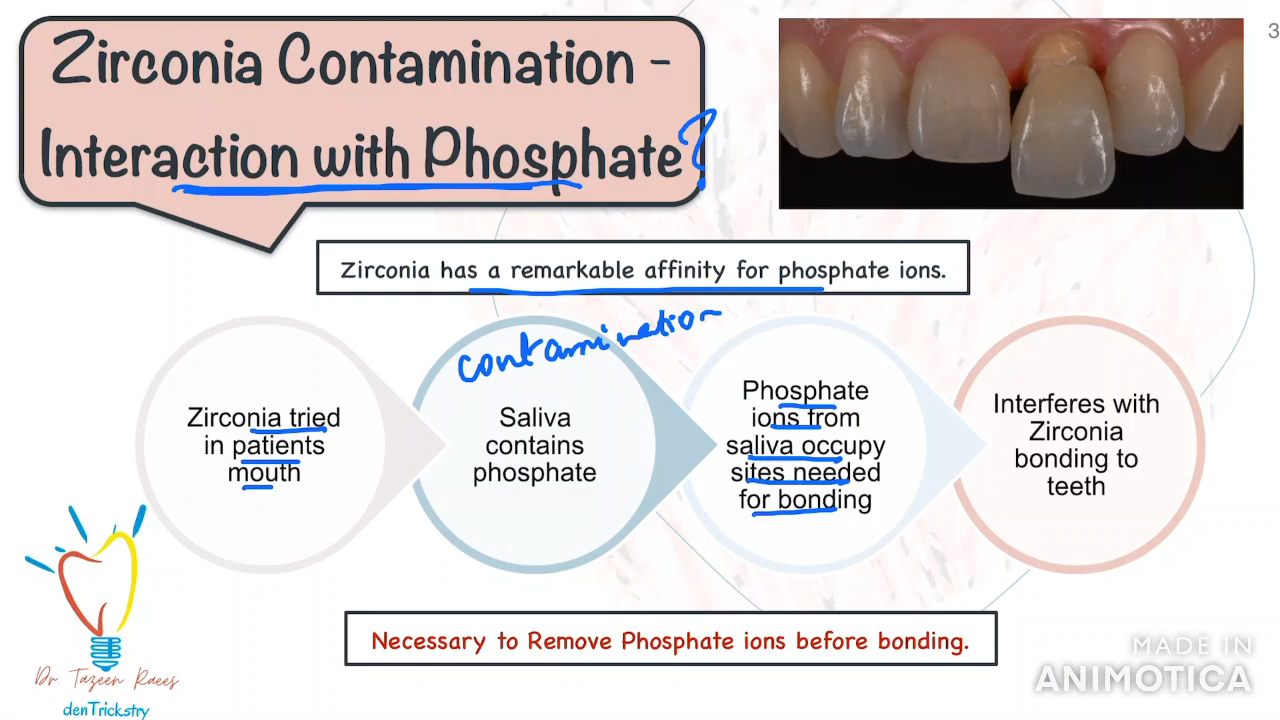 3
Zirconia Contamination -
Interaction with Phosphate?
Zirconia has a remarkable affinity for phosphate ions.
contamination
Zirconia tried
in patients
mouth
Saliva
contains
phosphate
Phosphate
ions from
saliva occupy
sites needed
for bonding
Interferes with
Zirconia
bonding to
teeth
Necessary to Remove Phosphate ions before bonding.
Dr. Tazeen Raees
denTrickstry
MADE IN
ANIMOTICA